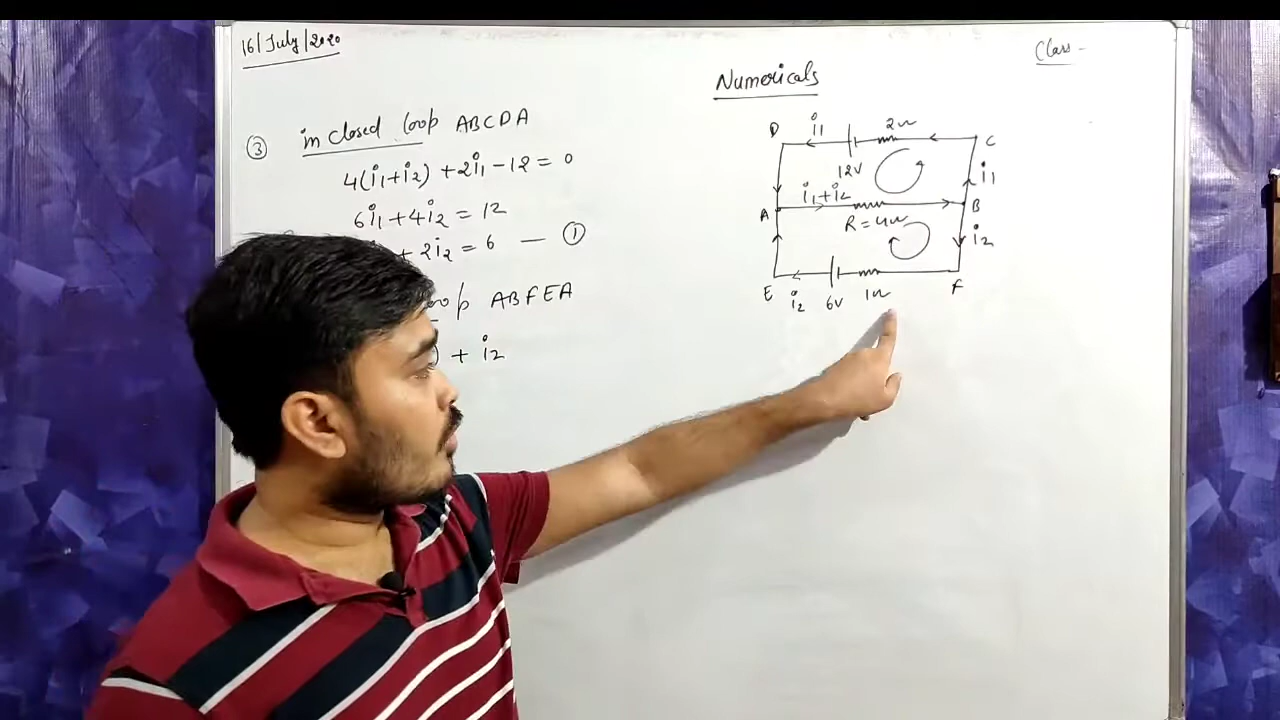 16/July/2020
Class -
Numericals
③ in closed loop ABCDA
4(i1+i2) + 2i1 - 12 = 0
6i1 + 4i2 = 12
+ 2i2 = 6 — ①
loop ABFEA
) + i2
D i1 2Ω C
12V i1
A i1+i2 B
R = 4Ω i2
E i2 6V 1Ω F